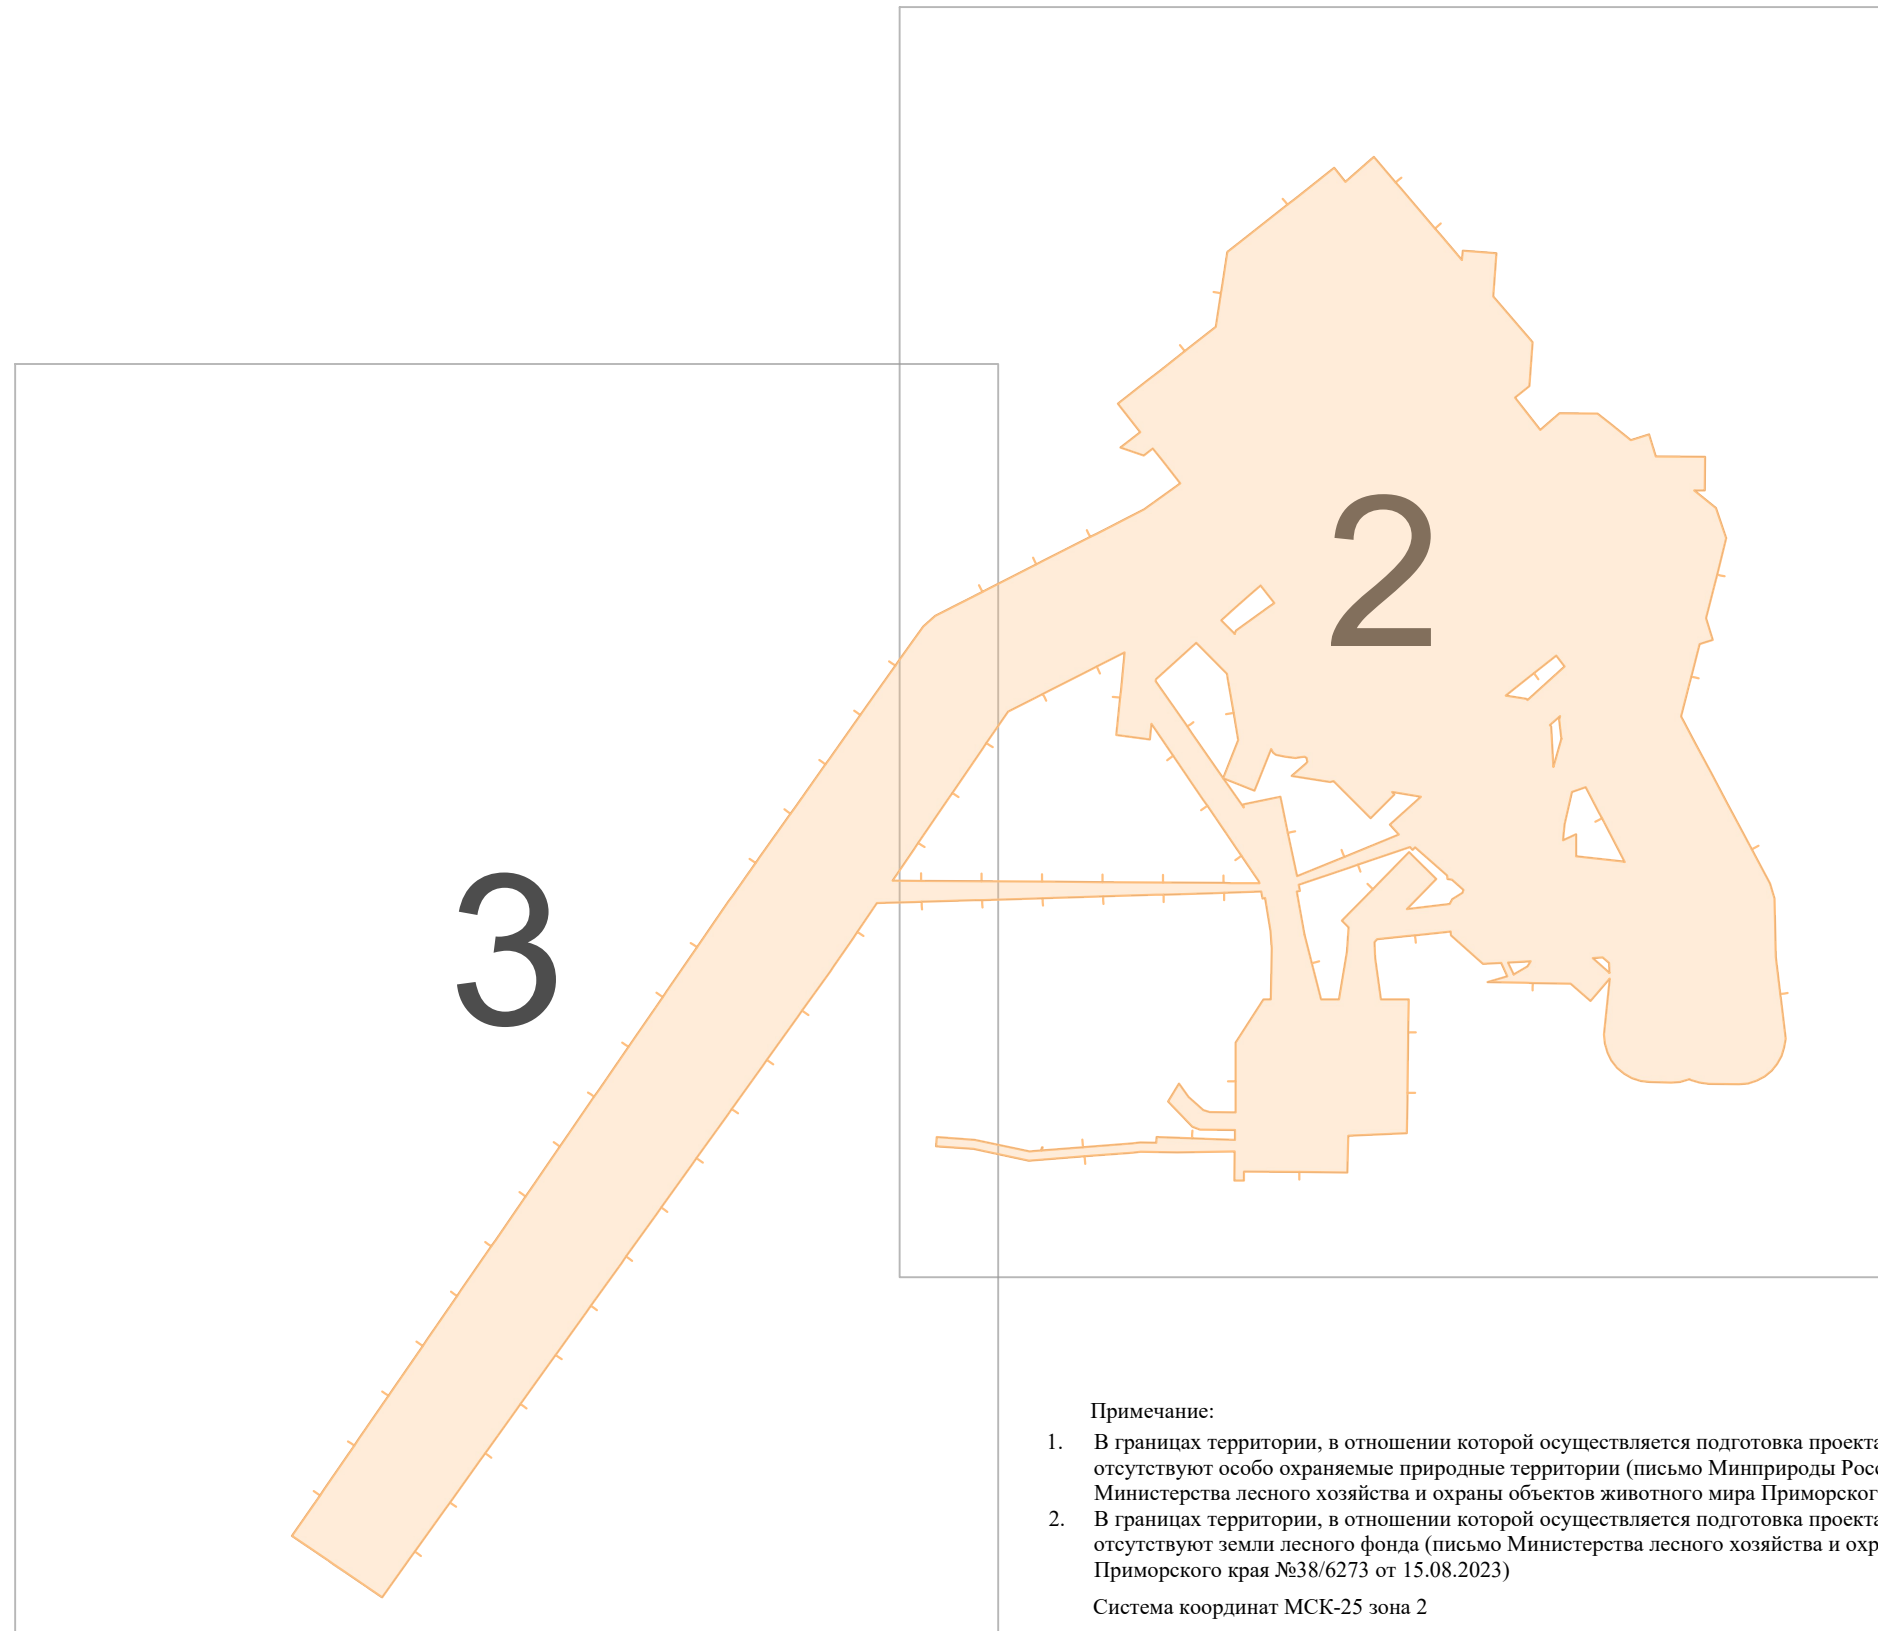 2
3
Примечание:
1. В границах территории, в отношении которой осуществляется подготовка проекта
отсутствуют особо охраняемые природные территории (письмо Минприроды
Министерства лесного хозяйства и охраны объектов животного мира
2. В границах территории, в отношении которой осуществляется подготовка проекта
отсутствуют земли лесного фонда (письмо Министерства лесного хозяйства и
Приморского края №38/6273 от 15.08.2023)
Система координат МСК-25 зона 2